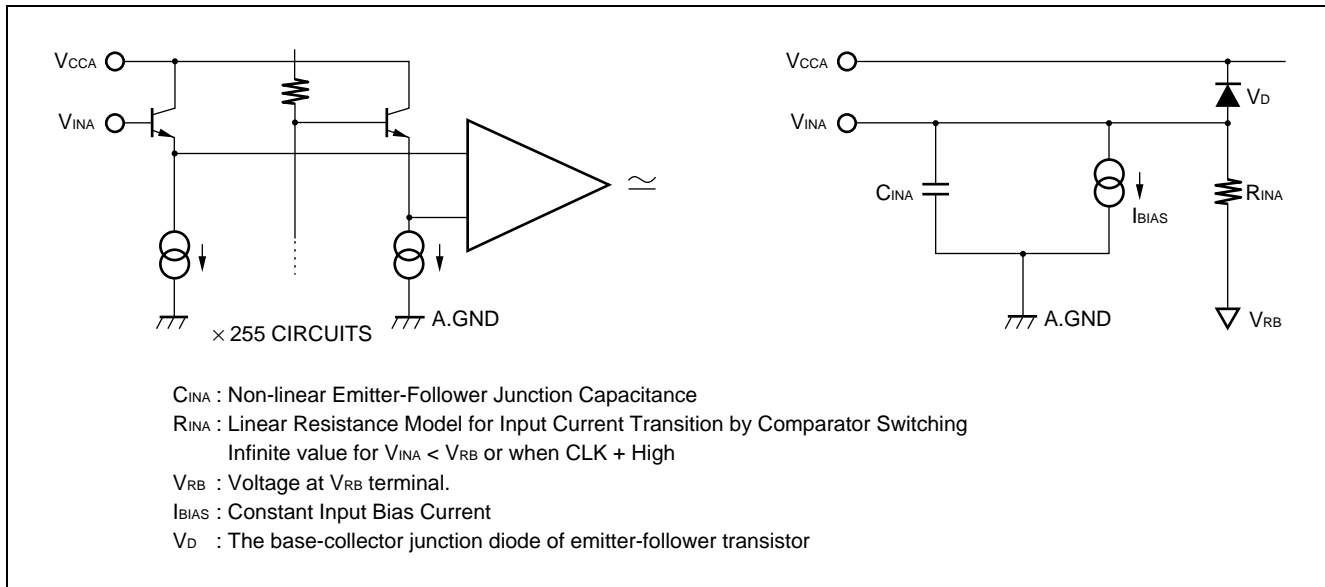 VCCA
VINA
× 255 CIRCUITS
A.GND
≃
VCCA
VD
VINA
CINA
IBIAS
RINA
A.GND
VRB
CINA : Non-linear Emitter-Follower Junction Capacitance
RINA : Linear Resistance Model for Input Current Transition by Comparator Switching
Infinite value for VINA < VRB or when CLK + High
VRB : Voltage at VRB terminal.
IBIAS : Constant Input Bias Current
VD : The base-collector junction diode of emitter-follower transistor